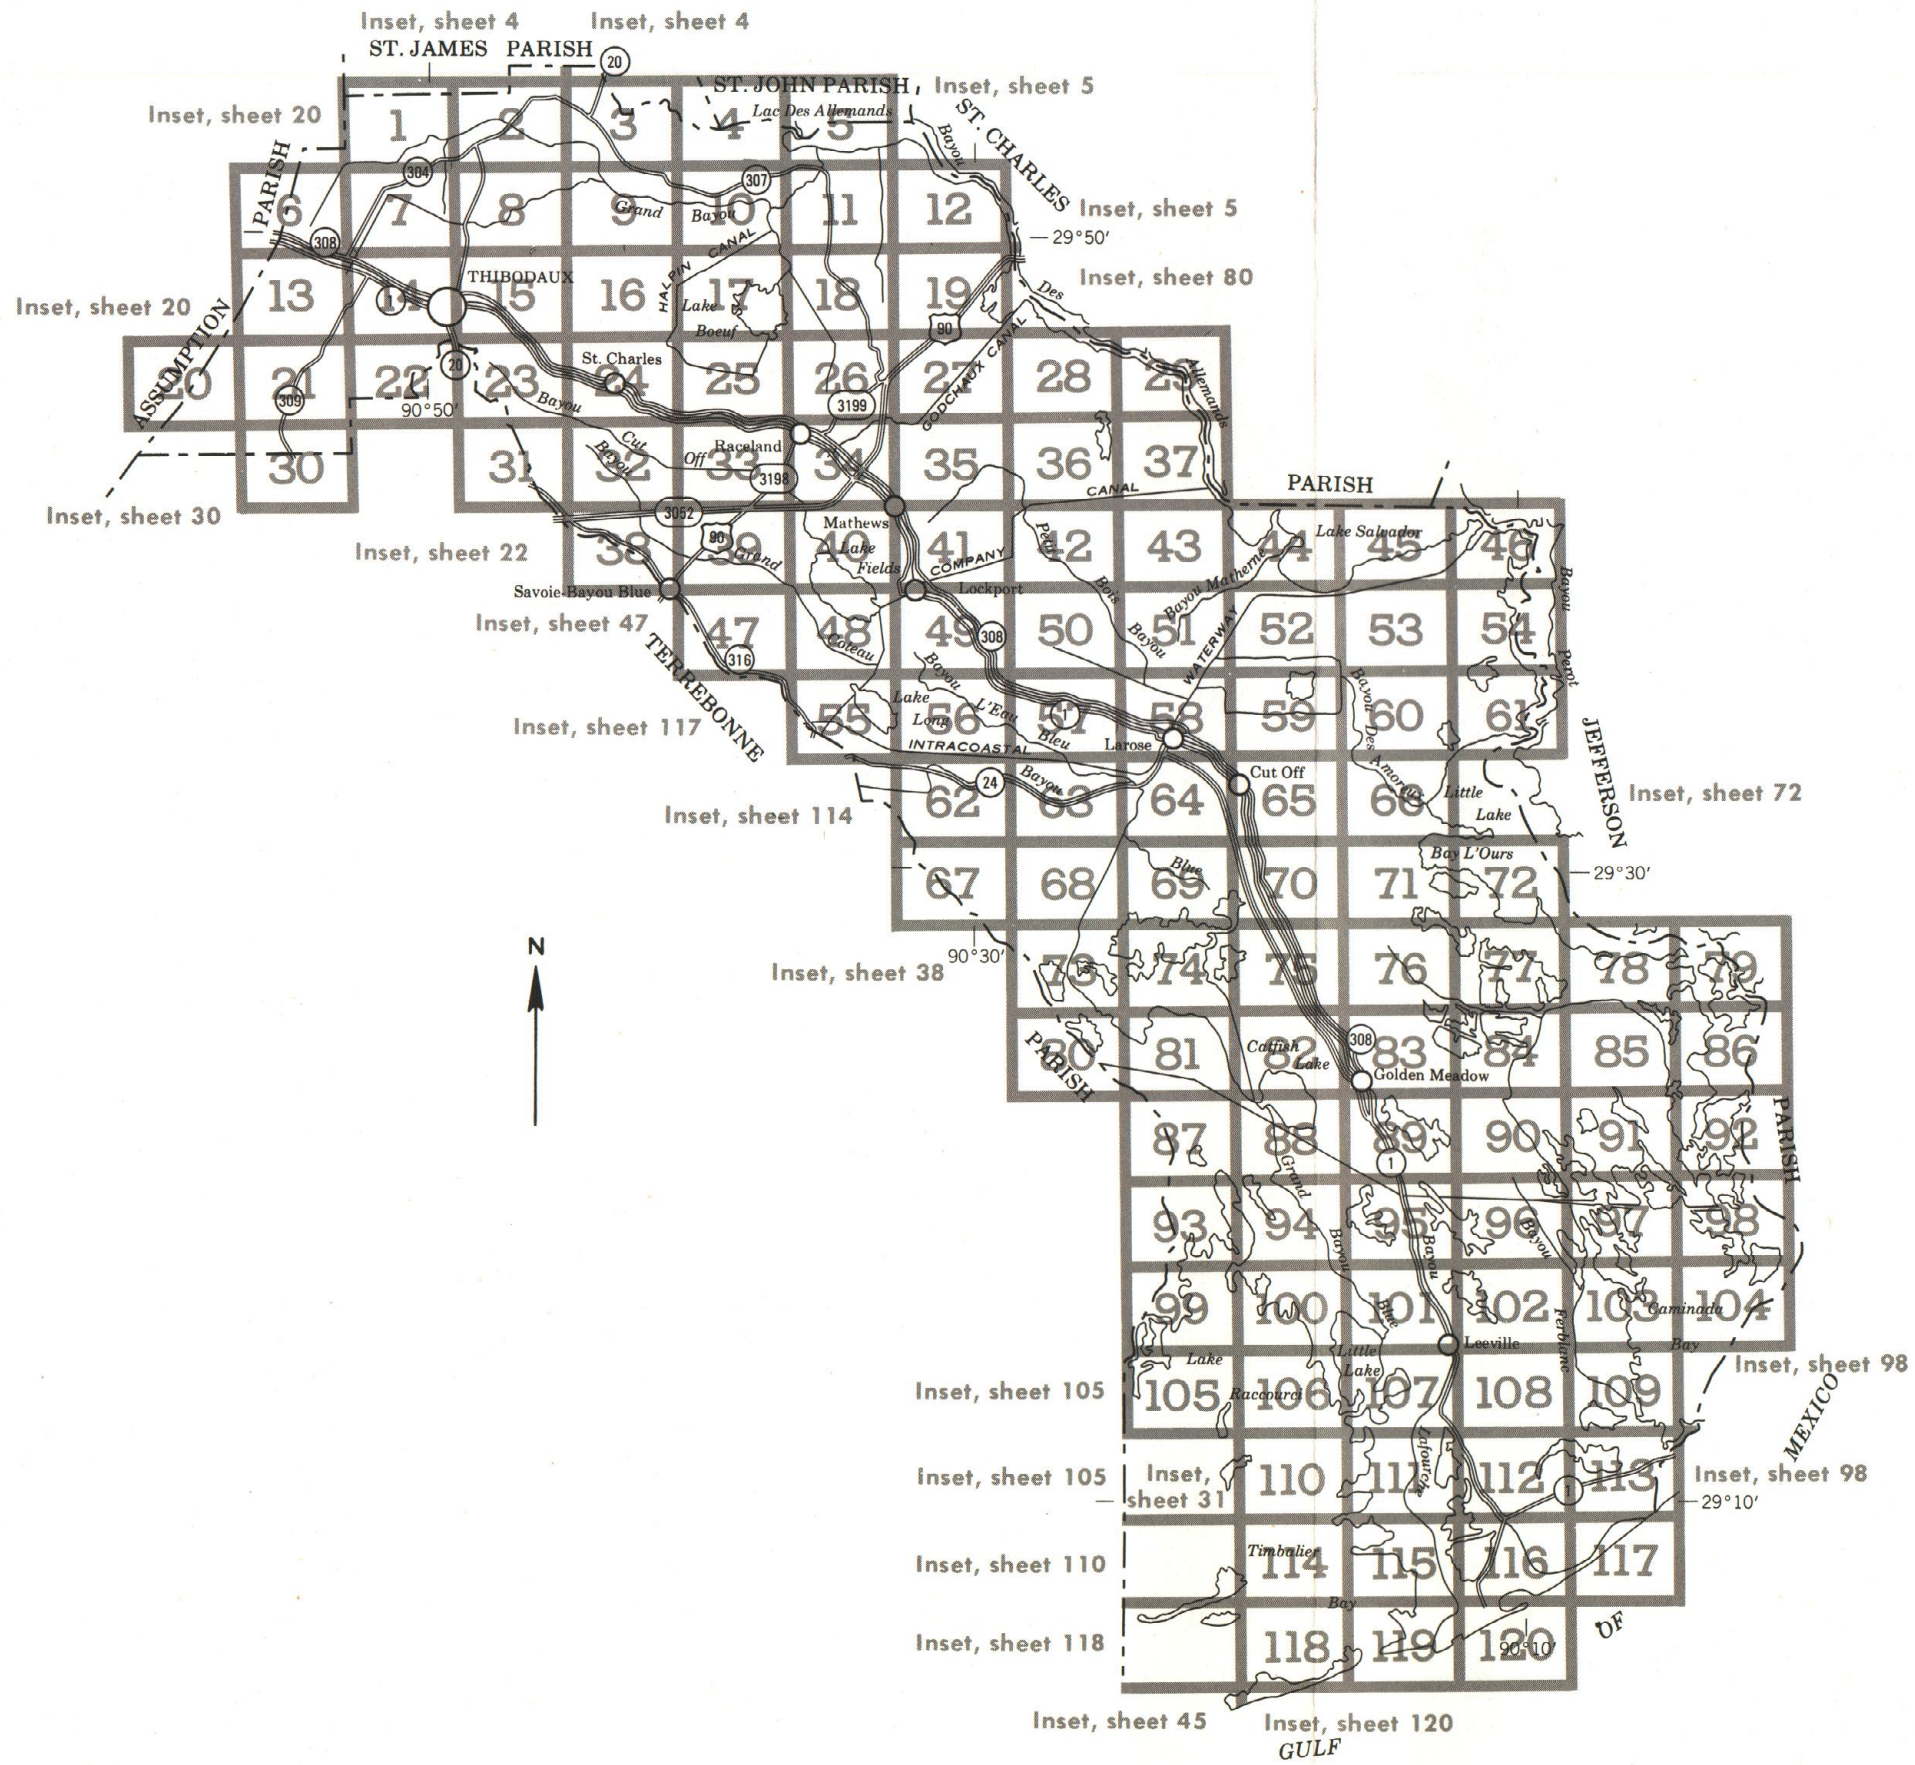 Inset, sheet 4
Inset, sheet 4
ST. JAMES PARISH
20
ST. JOHN PARISH
Inset, sheet 5
Inset, sheet 20
1
2
3
4
5
Lac Des Allemands
ST. CHARLES
Bayou
PARISH
304
307
6
7
8
9
10
11
12
Grand Bayou
Inset, sheet 5
29°50'
308
HALPIN CANAL
THIBODAUX
Inset, sheet 80
Inset, sheet 20
13
1
14
15
16
17
18
19
Des
Lake
Boeuf
90
ASSUMPTION
GODCHAUX CANAL
St. Charles
20
20
21
22
23
24
25
26
27
28
29
Allemands
309
90°50'
3199
Bayou
Cut
Off
Bayou
Raceland
30
31
32
33
34
35
36
37
3198
CANAL
PARISH
Inset, sheet 30
3052
Mathews
90
Lake Salvador
Inset, sheet 22
38
39
40
41
42
43
44
45
46
Grand
Lake
Fields
COMPANY
Petit
Bois
Bayou
Bayou Matherne
Savoie-Bayou Blue
Lockport
Bayou
Perot
Inset, sheet 47
47
48
49
50
51
52
53
54
308
316
Coteau
WATERWAY
TERREBONNE
Bayou
L'Eau
Bleu
Lake
Long
Bayou
Des
Amoreux
Inset, sheet 117
55
56
57
1
58
59
60
61
INTRACOASTAL
Larose
JEFFERSON
Cut Off
24
Bayou
Inset, sheet 72
62
63
64
65
66
Little
Lake
Inset, sheet 114
Bay L'Ours
Blue
29°30'
67
68
69
70
71
72
N
90°30'
Inset, sheet 38
73
74
75
76
77
78
79
308
PARISH
80
81
82
83
84
85
86
Catfish
Lake
Golden Meadow
PARISH
87
88
89
90
91
92
1
Grand
Bayou
Blue
93
94
95
96
97
98
Bayou
Bayou
Ferblanc
99
100
101
102
103
104
Caminada
Bay
Leeville
Little
Lake
Lake
Raccourci
Inset, sheet 98
Inset, sheet 105
105
106
107
108
109
MEXICO
Lafourche
Inset, sheet 105
Inset,
sheet 31
110
111
112
113
1
Inset, sheet 98
29°10'
Inset, sheet 110
Timbalier
114
115
116
117
Bay
OF
Inset, sheet 118
118
119
120
90°10'
Inset, sheet 45
Inset, sheet 120
GULF